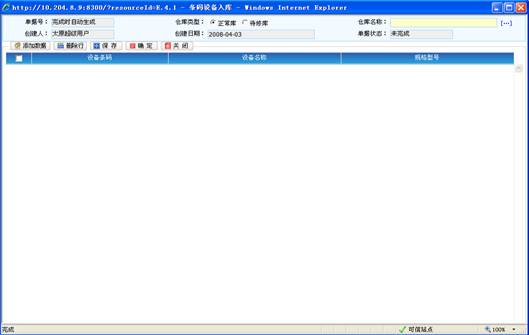 http://10.204.8.9:8300/?resourceId=E.4.1 - 条码设备入库 - Windows Internet Explorer
单据号： 完成时自动生成 仓库类型： 正常库 待修库 仓库名称： [...]
创建人： 太原超级用户 创建日期： 2008-04-03 单据状态： 未完成
添加数据 删除行 保 存 确 定 关 闭
设备条码 设备名称 规格型号
完成 可信站点 100%